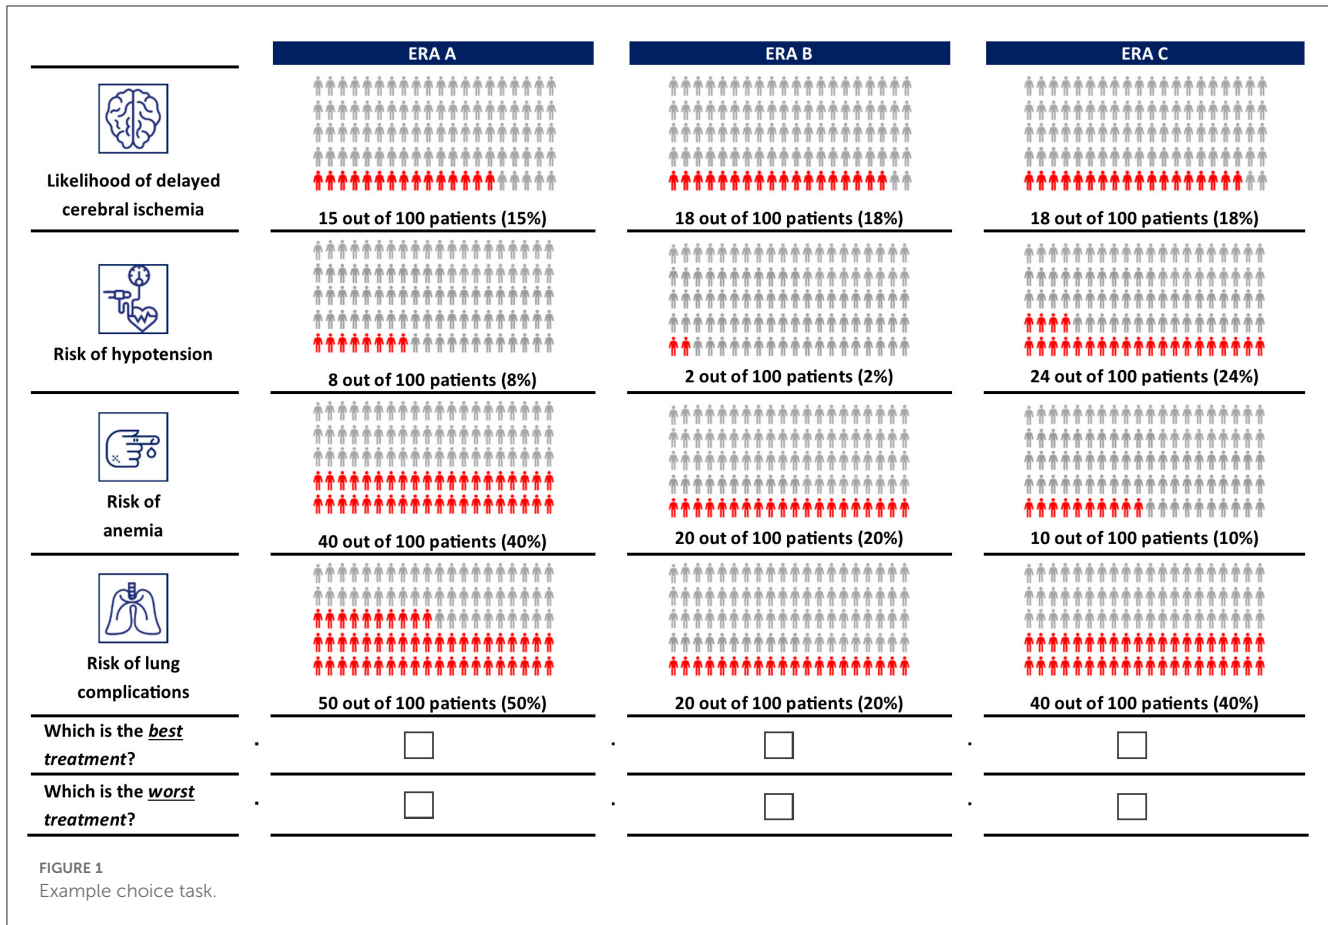 ERA A
ERA B
ERA C
Likelihood of delayed
cerebral ischemia
15 out of 100 patients (15%)
18 out of 100 patients (18%)
18 out of 100 patients (18%)
Risk of hypotension
8 out of 100 patients (8%)
2 out of 100 patients (2%)
24 out of 100 patients (24%)
Risk of
anemia
40 out of 100 patients (40%)
20 out of 100 patients (20%)
10 out of 100 patients (10%)
Risk of lung
complications
50 out of 100 patients (50%)
20 out of 100 patients (20%)
40 out of 100 patients (40%)
Which is the best
treatment?
Which is the worst
treatment?
FIGURE 1
Example choice task.